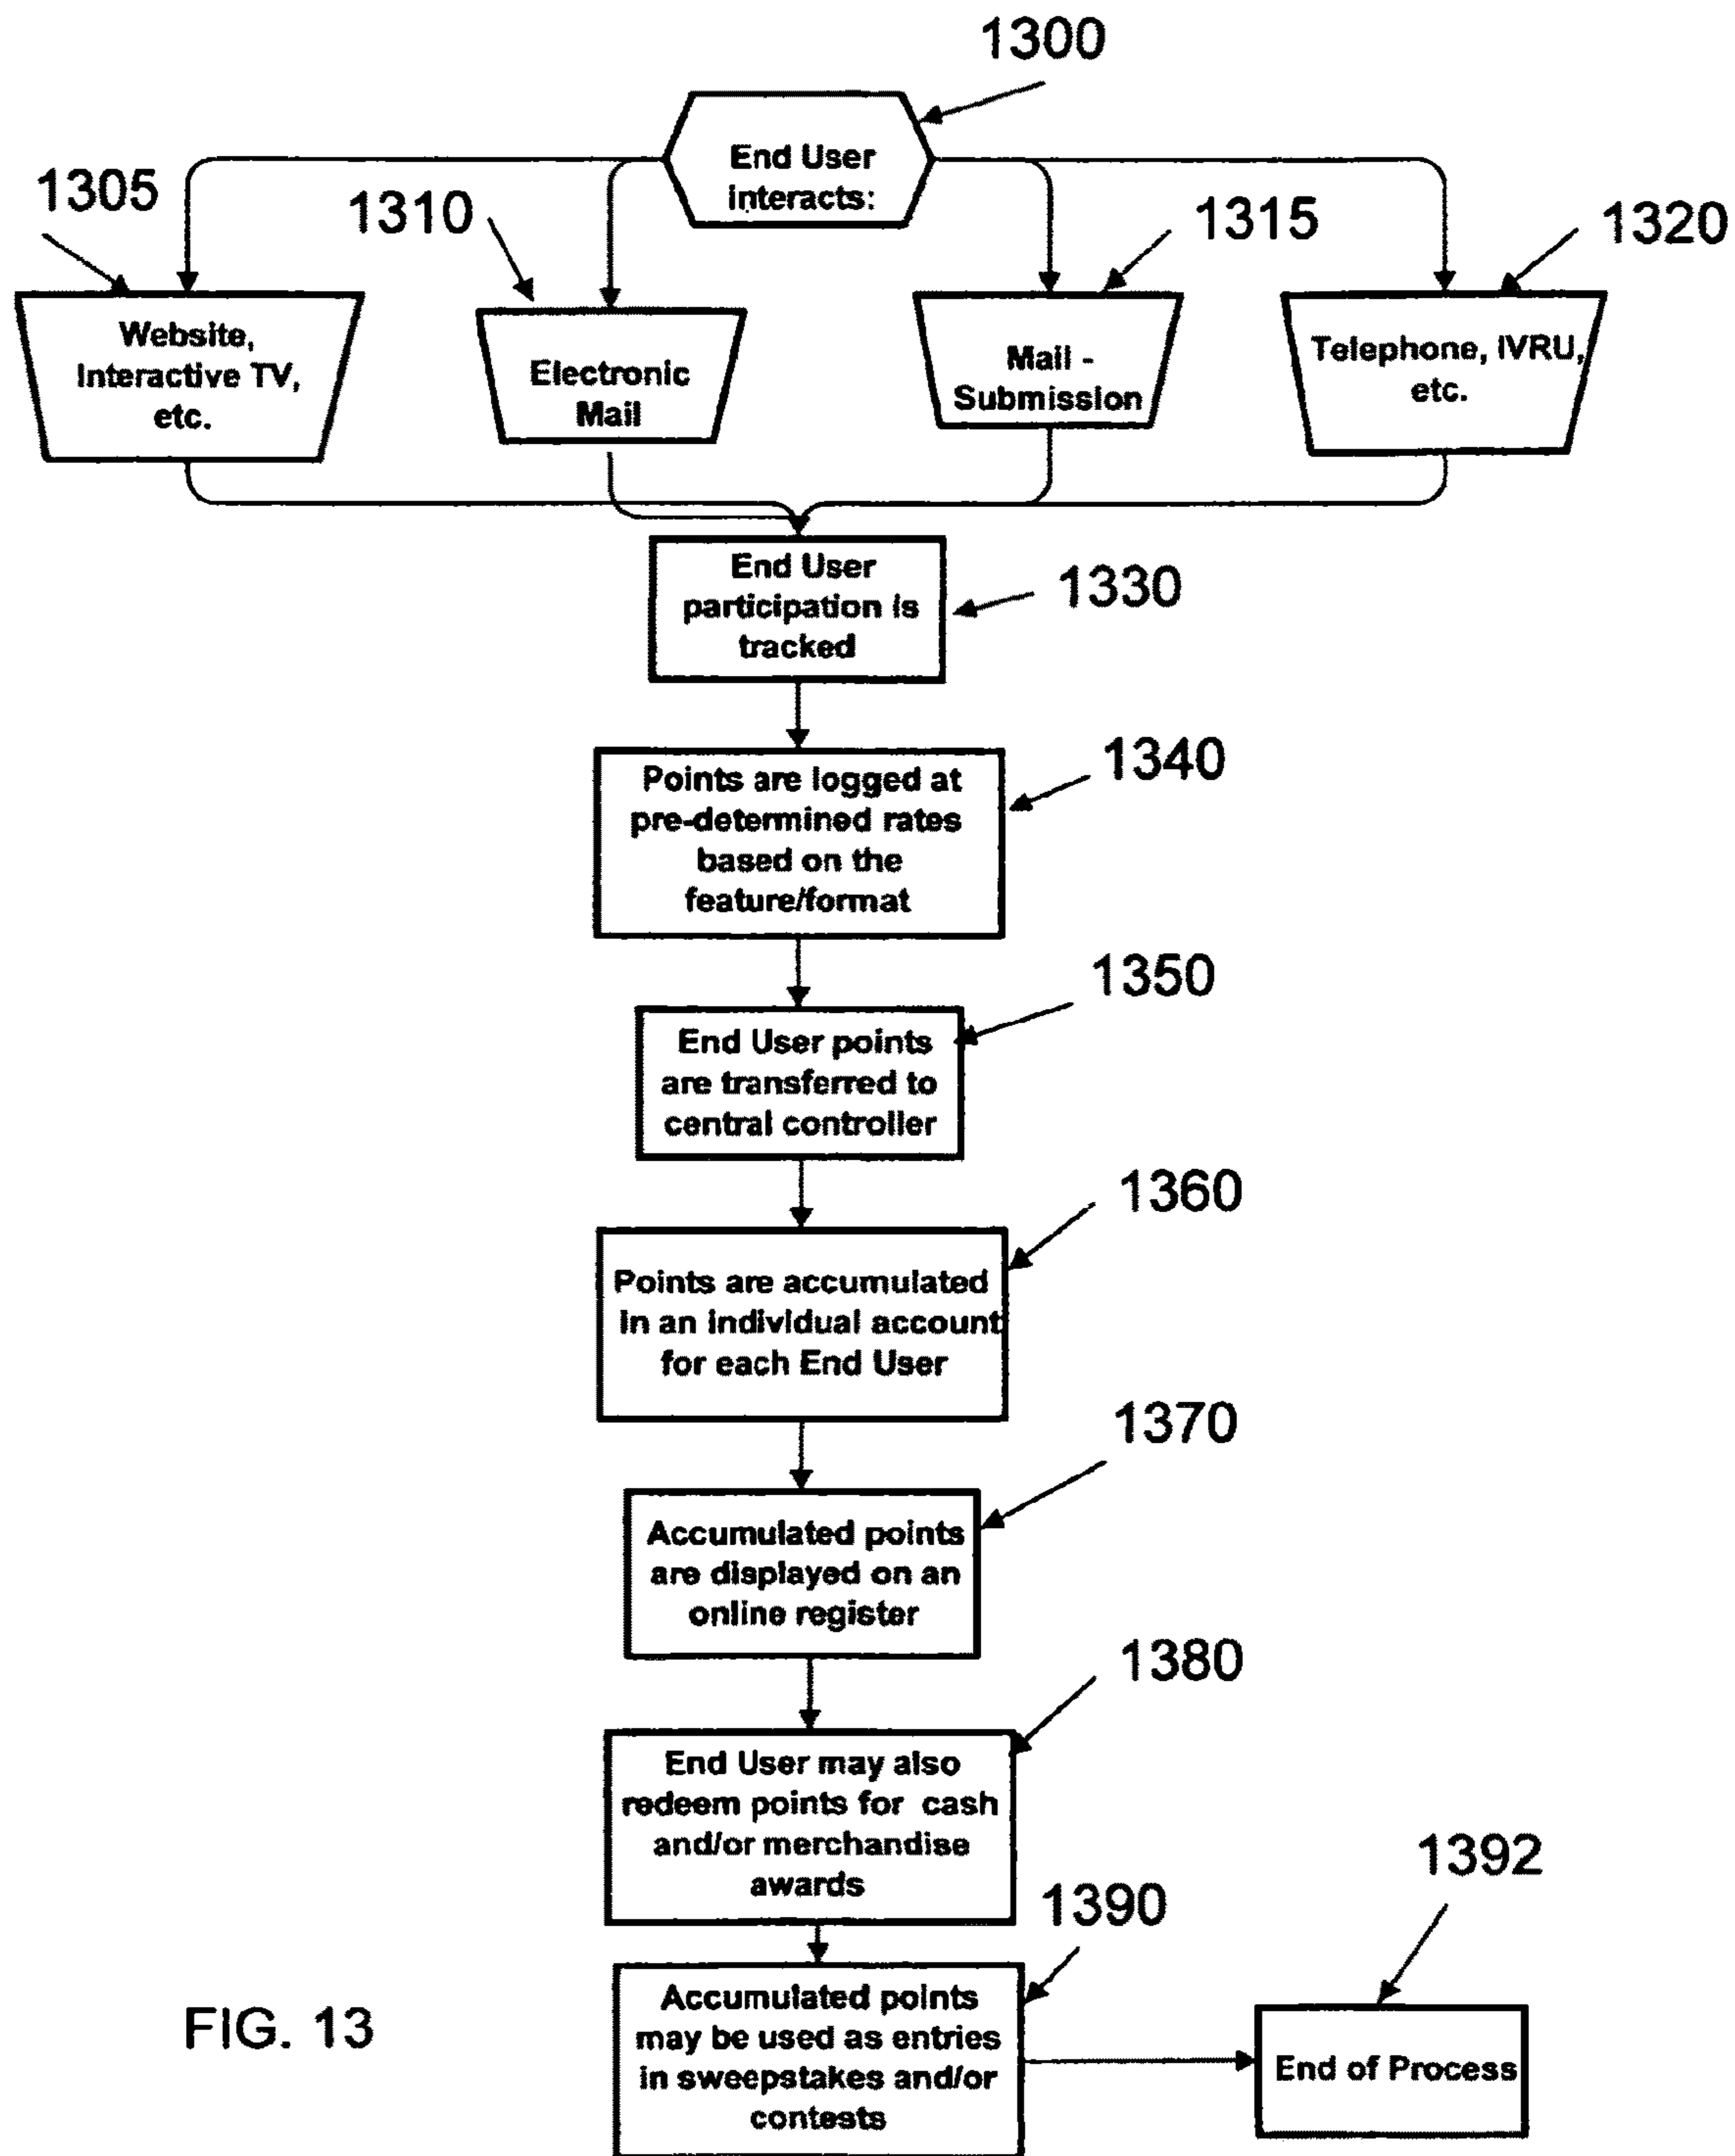 1300
End User
interacts:
1305
1310
1315
1320
Website,
Interactive TV,
etc.
Electronic
Mail
Mail -
Submission
Telephone, IVRU,
etc.
End User
participation is
tracked
1330
Points are logged at
pre-determined rates
based on the
feature/format
1340
End User points
are transferred to
central controller
1350
Points are accumulated
in an individual account
for each End User
1360
Accumulated points
are displayed on an
online register
1370
End User may also
redeem points for cash
and/or merchandise
awards
1380
Accumulated points
may be used as entries
in sweepstakes and/or
contests
1390
1392
End of Process
FIG. 13